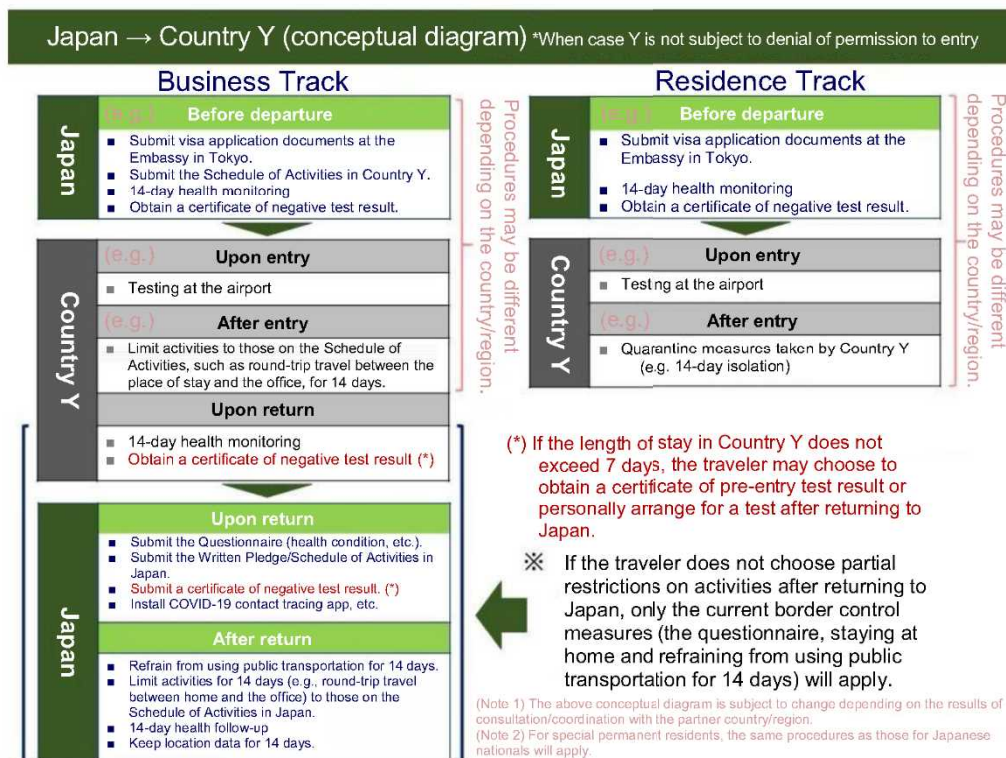 Japan → Country Y (conceptual diagram) *When case Y is not subject to denial of permission to entry
Business Track
Japan
(e.g.) Before departure
■ Submit visa application documents at the
Embassy in Tokyo.
■ Submit the Schedule of Activities in Country Y.
■ 14-day health monitoring
■ Obtain a certificate of negative test result.
Country Y
(e.g.) Upon entry
■ Testing at the airport
(e.g.) After entry
■ Limit activities to those on the Schedule of
Activities, such as round-trip travel between the
place of stay and the office, for 14 days.
Upon return
■ 14-day health monitoring
■ Obtain a certificate of negative test result (*)
Procedures may be different
depending on the country/region.
Japan
Upon return
■ Submit the Questionnaire (health condition, etc.).
■ Submit the Written Pledge/Schedule of Activities in
Japan.
■ Submit a certificate of negative test result. (*)
■ Install COVID-19 contact tracing app, etc.
After return
■ Refrain from using public transportation for 14 days.
■ Limit activities for 14 days (e.g., round-trip travel
between home and the office) to those on the
Schedule of Activities in Japan.
■ 14-day health follow-up
■ Keep location data for 14 days.
Residence Track
Japan
(e.g.) Before departure
■ Submit visa application documents at the
Embassy in Tokyo.
■ 14-day health monitoring
■ Obtain a certificate of negative test result.
Country Y
(e.g.) Upon entry
■ Testing at the airport
(e.g.) After entry
■ Quarantine measures taken by Country Y
(e.g. 14-day isolation)
Procedures may be different
depending on the country/region.
(*) If the length of stay in Country Y does not
exceed 7 days, the traveler may choose to
obtain a certificate of pre-entry test result or
personally arrange for a test after returning to
Japan.
※ If the traveler does not choose partial
restrictions on activities after returning to
Japan, only the current border control
measures (the questionnaire, staying at
home and refraining from using public
transportation for 14 days) will apply.
(Note 1) The above conceptual diagram is subject to change depending on the results of
consultation/coordination with the partner country/region.
(Note 2) For special permanent residents, the same procedures as those for Japanese
nationals will apply.